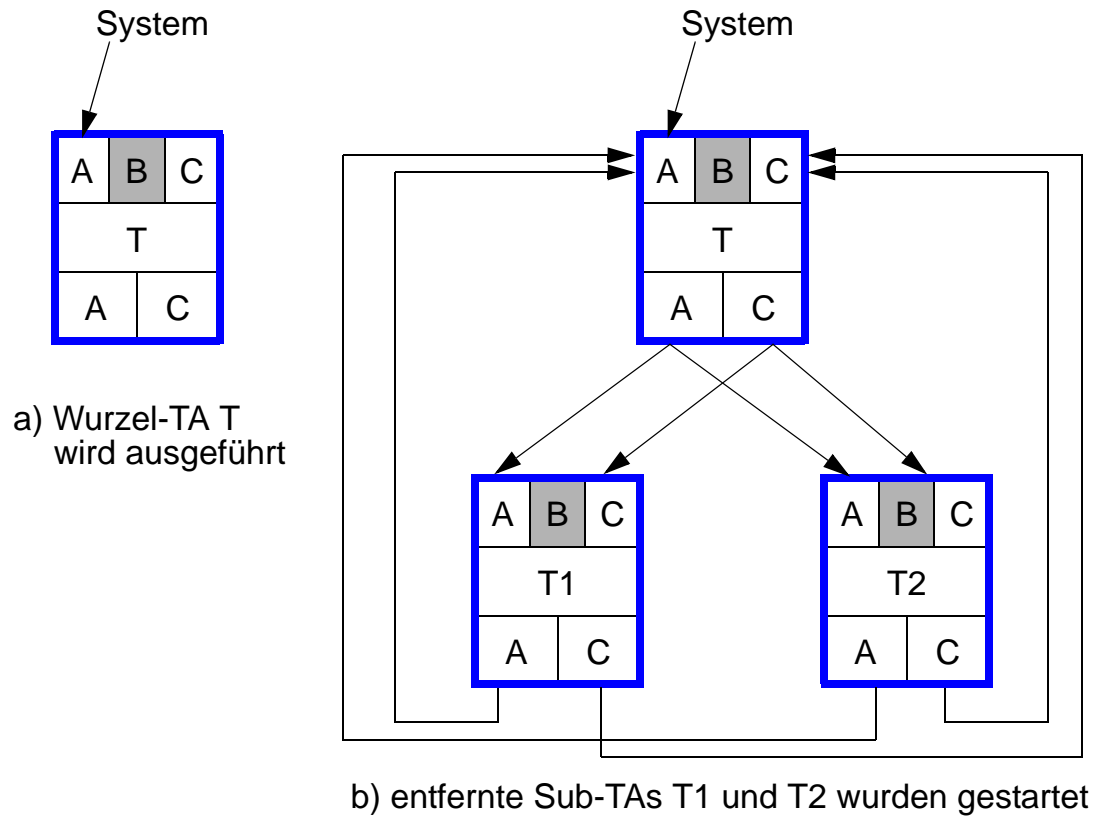 System
System
A B C
T
A C
A B C
T
A C
a) Wurzel-TA T
wird ausgeführt
A B C
T1
A C
A B C
T2
A C
b) entfernte Sub-TAs T1 und T2 wurden gestartet